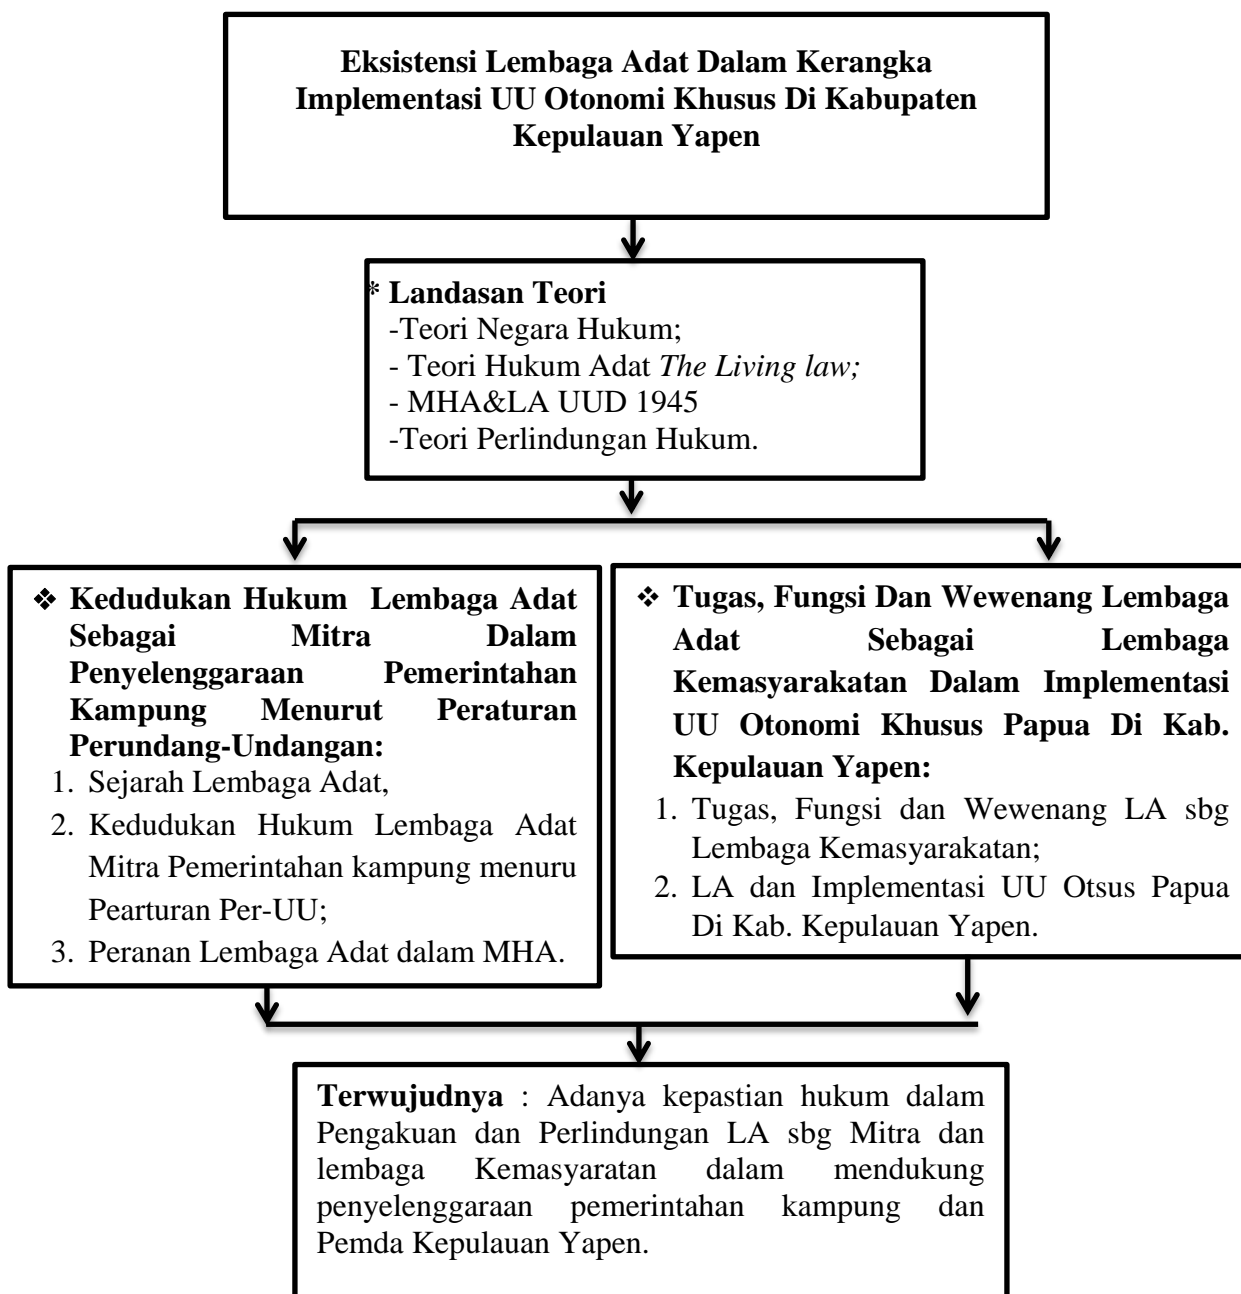 Eksistensi Lembaga Adat Dalam Kerangka
Implementasi UU Otonomi Khusus Di Kabupaten
Kepulauan Yapen
* Landasan Teori
-Teori Negara Hukum;
- Teori Hukum Adat The Living law;
- MHA&LA UUD 1945
-Teori Perlindungan Hukum.
❖ Kedudukan Hukum Lembaga Adat
Sebagai Mitra Dalam
Penyelenggaraan Pemerintahan
Kampung Menurut Peraturan
Perundang-Undangan:
1. Sejarah Lembaga Adat,
2. Kedudukan Hukum Lembaga Adat
Mitra Pemerintahan kampung menuru
Pearturan Per-UU;
3. Peranan Lembaga Adat dalam MHA.
❖ Tugas, Fungsi Dan Wewenang Lembaga
Adat Sebagai Lembaga
Kemasyarakatan Dalam Implementasi
UU Otonomi Khusus Papua Di Kab.
Kepulauan Yapen:
1. Tugas, Fungsi dan Wewenang LA sbg
Lembaga Kemasyarakatan;
2. LA dan Implementasi UU Otsus Papua
Di Kab. Kepulauan Yapen.
Terwujudnya : Adanya kepastian hukum dalam
Pengakuan dan Perlindungan LA sbg Mitra dan
lembaga Kemasyaratan dalam mendukung
penyelenggaraan pemerintahan kampung dan
Pemda Kepulauan Yapen.